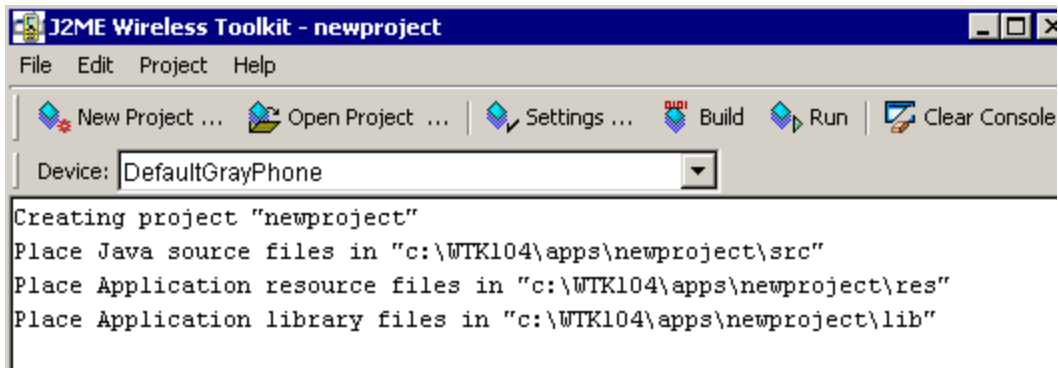 J2ME Wireless Toolkit - newproject
File Edit Project Help
New Project ... Open Project ... Settings ... Build Run Clear Console
Device: DefaultGrayPhone
Creating project "newproject"
Place Java source files in "c:\WTK104\apps\newproject\src"
Place Application resource files in "c:\WTK104\apps\newproject\res"
Place Application library files in "c:\WTK104\apps\newproject\lib"